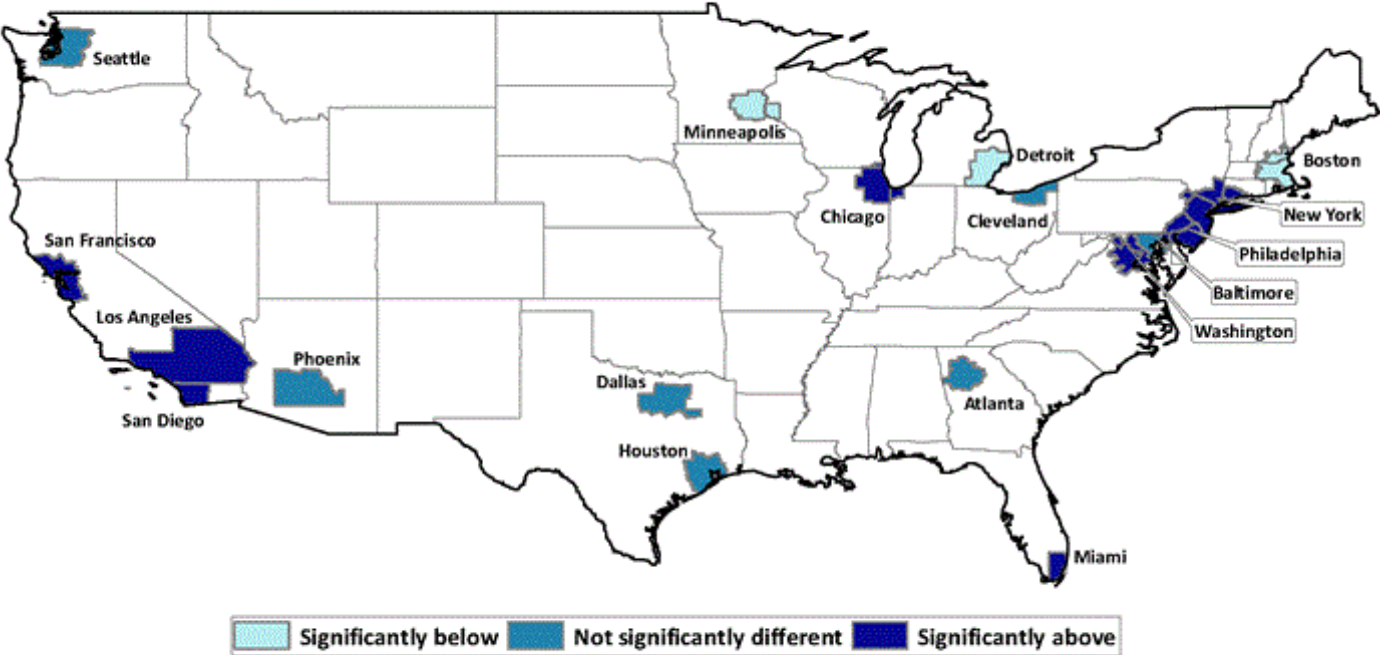 Seattle
Minneapolis
Detroit
Boston
Chicago
Cleveland
New York
San Francisco
Philadelphia
Baltimore
Los Angeles
Washington
Phoenix
Dallas
Atlanta
San Diego
Houston
Miami
Significantly below
Not significantly different
Significantly above